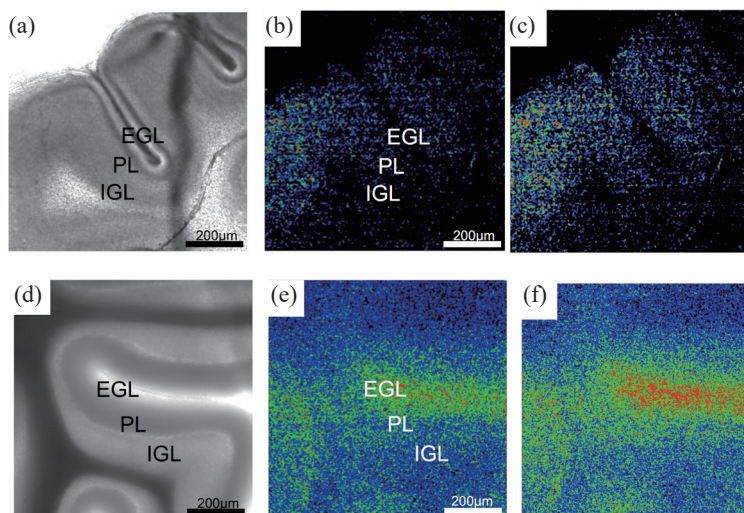 (a)
EGL
PL
IGL
200µm
(b)
EGL
PL
IGL
200µm
(c)
(d)
EGL
PL
IGL
200µm
(e)
EGL
PL
IGL
200µm
(f)